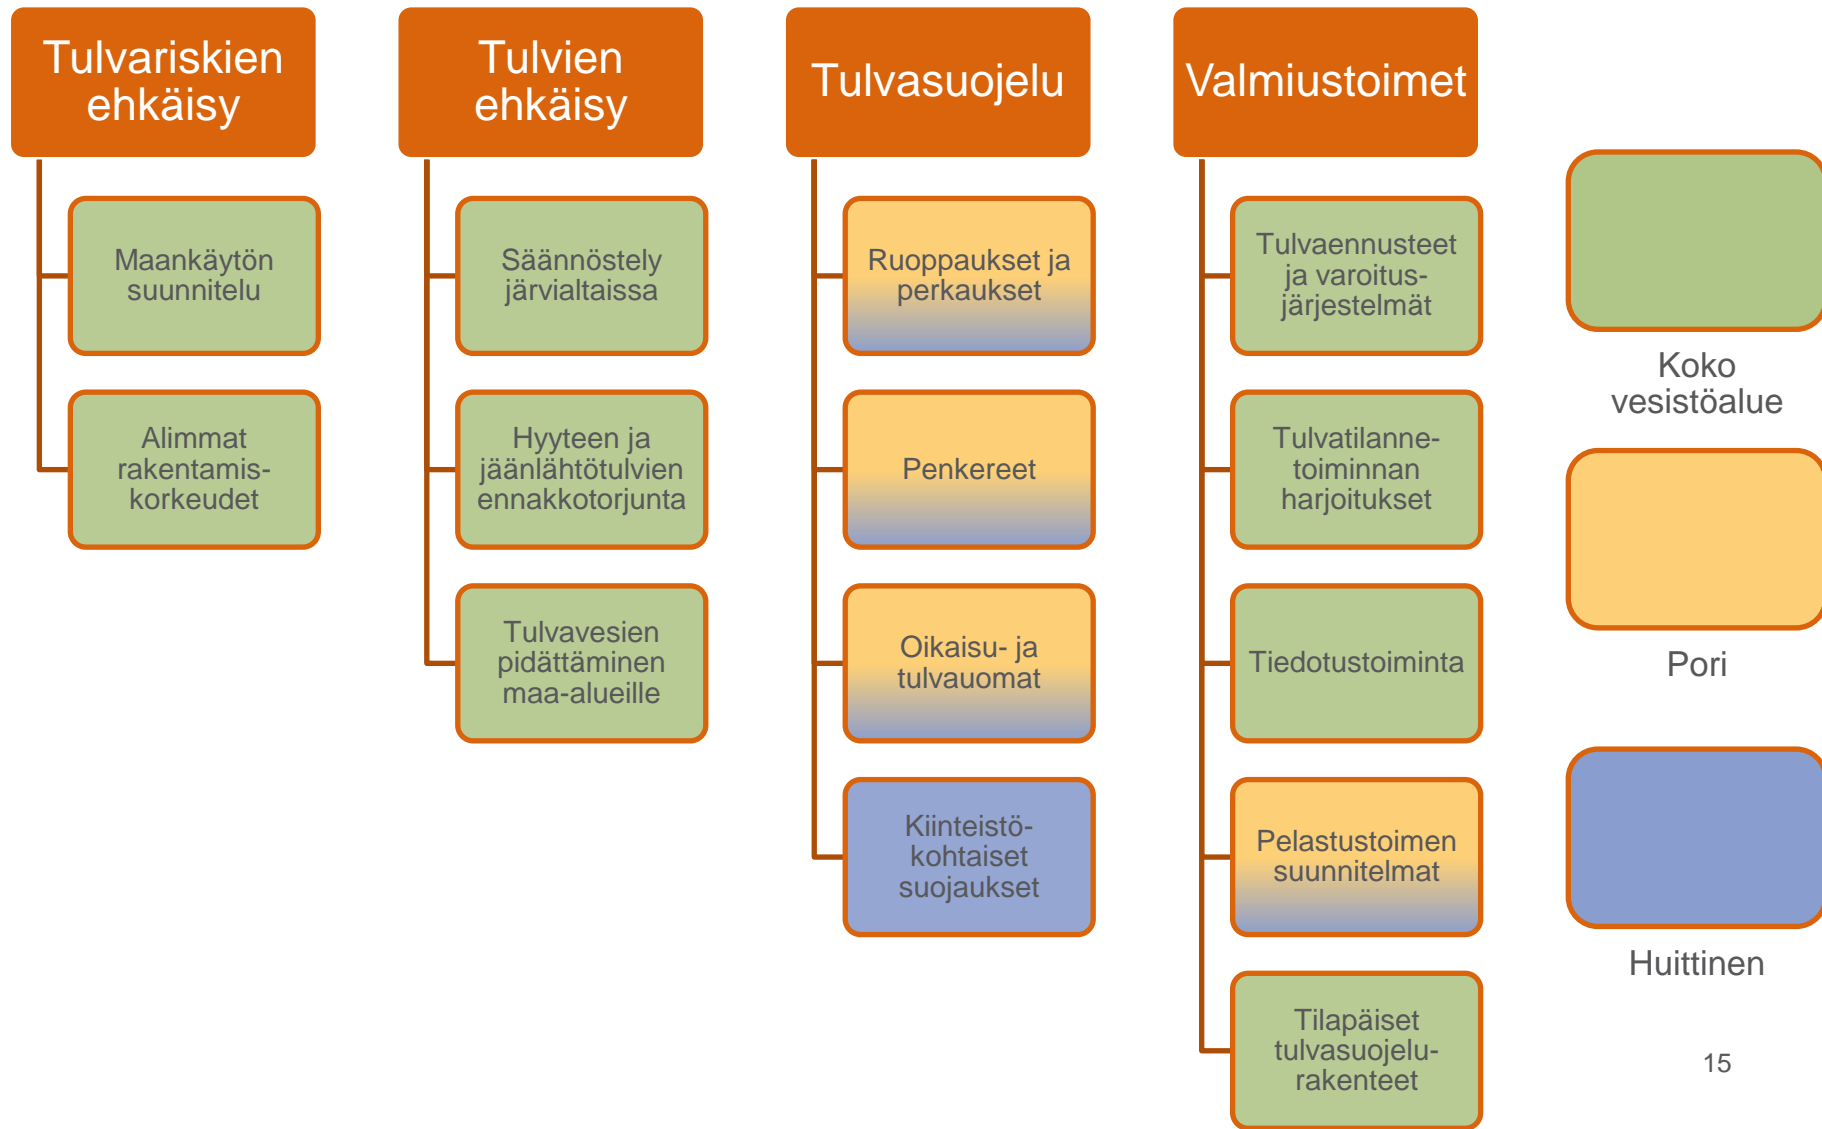 Tulvariskien
ehkäisy
Maankäytön
suunnitelu
Alimmat
rakentamis-
korkeudet
Tulvien
ehkäisy
Säännöstely
järvialtaissa
Hyyteen ja
jäänlähtötulvien
ennakkotorjunta
Tulvavesien
pidättäminen
maa-alueille
Tulvasuojelu
Ruoppaukset ja
perkaukset
Penkereet
Oikaisu- ja
tulvauomat
Kiinteistö-
kohtaiset
suojaukset
Valmiustoimet
Tulvaennusteet
ja varoitus-
järjestelmät
Tulvatilanne-
toiminnan
harjoitukset
Tiedotustoiminta
Pelastustoimen
suunnitelmat
Tilapäiset
tulvasuojelu-
rakenteet
Koko
vesistöalue
Pori
Huittinen
15